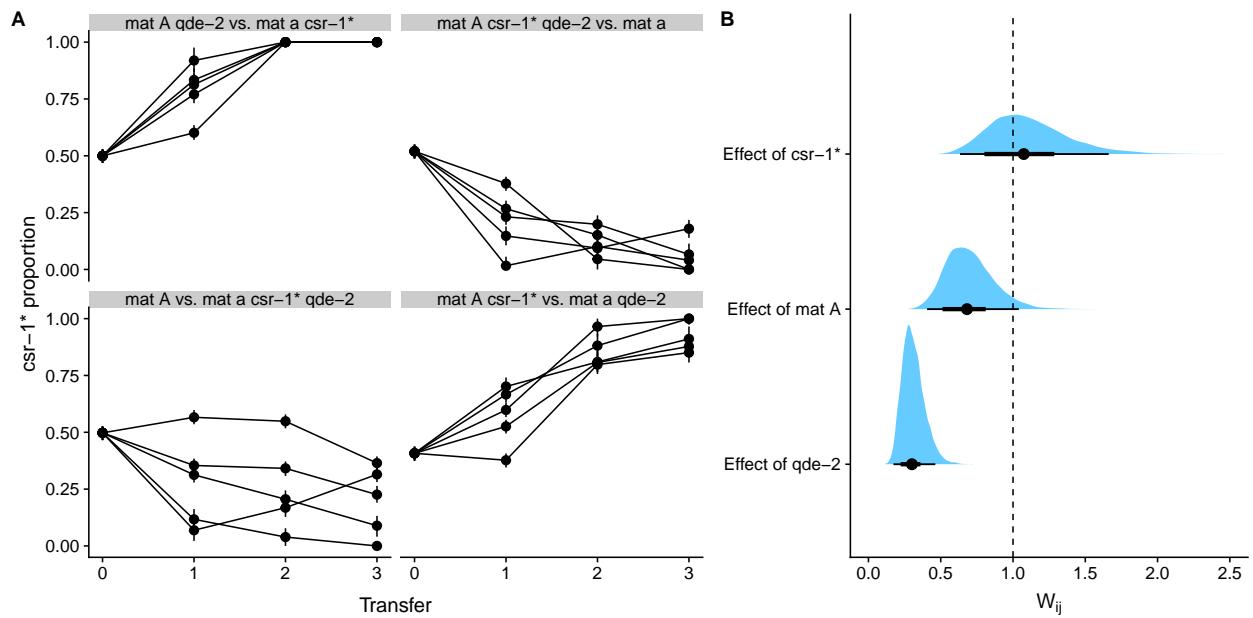 A
mat A qde−2 vs. mat a csr−1*
mat A csr−1* qde−2 vs. mat a
1.00
0.75
0.50
0.25
0.00
mat A vs. mat a csr−1* qde−2
mat A csr−1* vs. mat a qde−2
1.00
0.75
0.50
0.25
0.00
csr−1* proportion
0 1 2 3
0 1 2 3
Transfer
B
Effect of csr−1*
Effect of mat A
Effect of qde−2
0.0 0.5 1.0 1.5 2.0 2.5
Wij